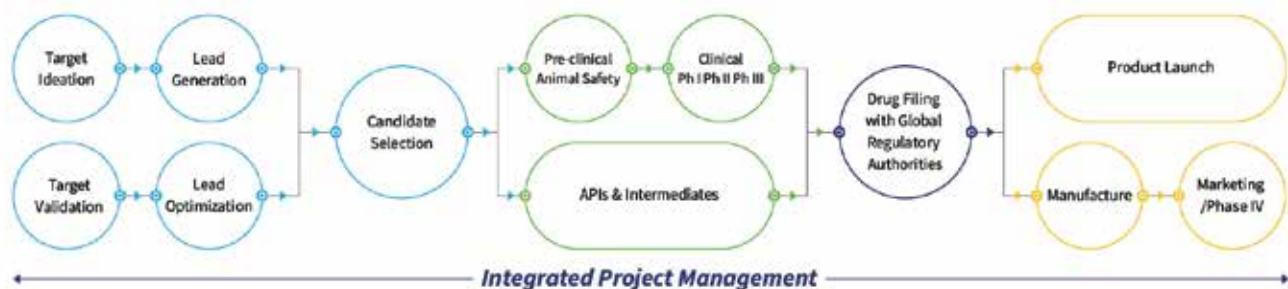 Target
Ideation
Lead
Generation
Target
Validation
Lead
Optimization
Candidate
Selection
Pre-clinical
Animal Safety
Clinical
Ph I Ph II Ph III
APIs & Intermediates
Drug Filing
with Global
Regulatory
Authorities
Product Launch
Manufacture
Marketing
/Phase IV
Integrated Project Management